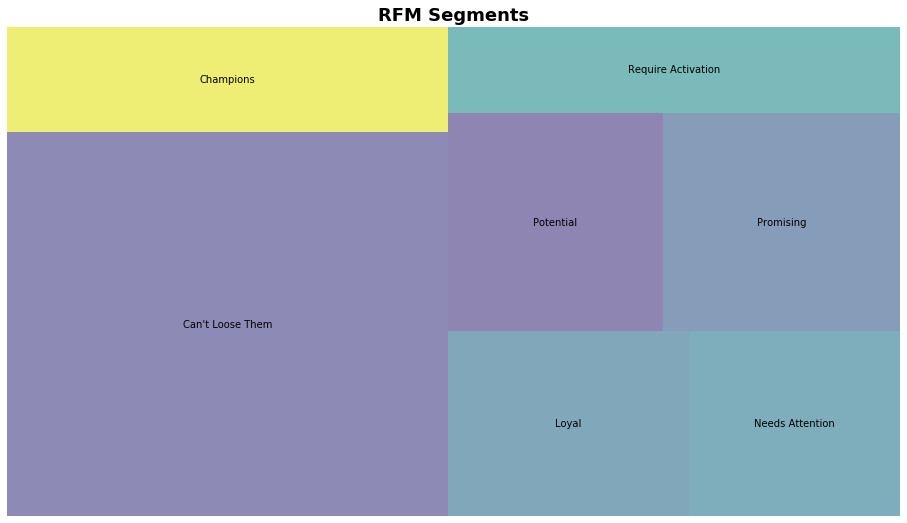 RFM Segments
Champions
Require Activation
Potential
Promising
Can't Loose Them
Loyal
Needs Attention